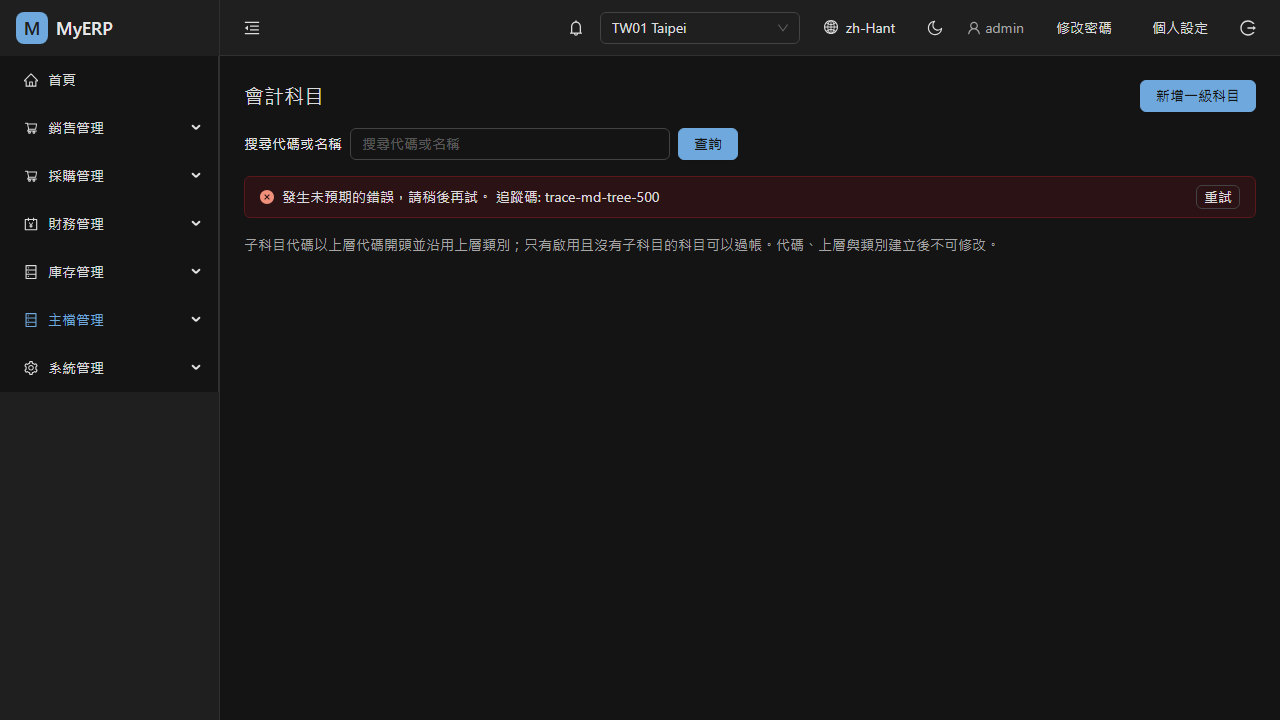 M MyERP
TW01 Taipei
zh-Hant
admin
修改密碼
個人設定
首頁
銷售管理
採購管理
財務管理
庫存管理
主檔管理
系統管理
會計科目
新增一級科目
搜尋代碼或名稱 搜尋代碼或名稱 查詢
發生未預期的錯誤，請稍後再試。 追蹤碼: trace-md-tree-500 重試
子科目代碼以上層代碼開頭並沿用上層類別；只有啟用且沒有子科目的科目可以過帳。代碼、上層與類別建立後不可修改。